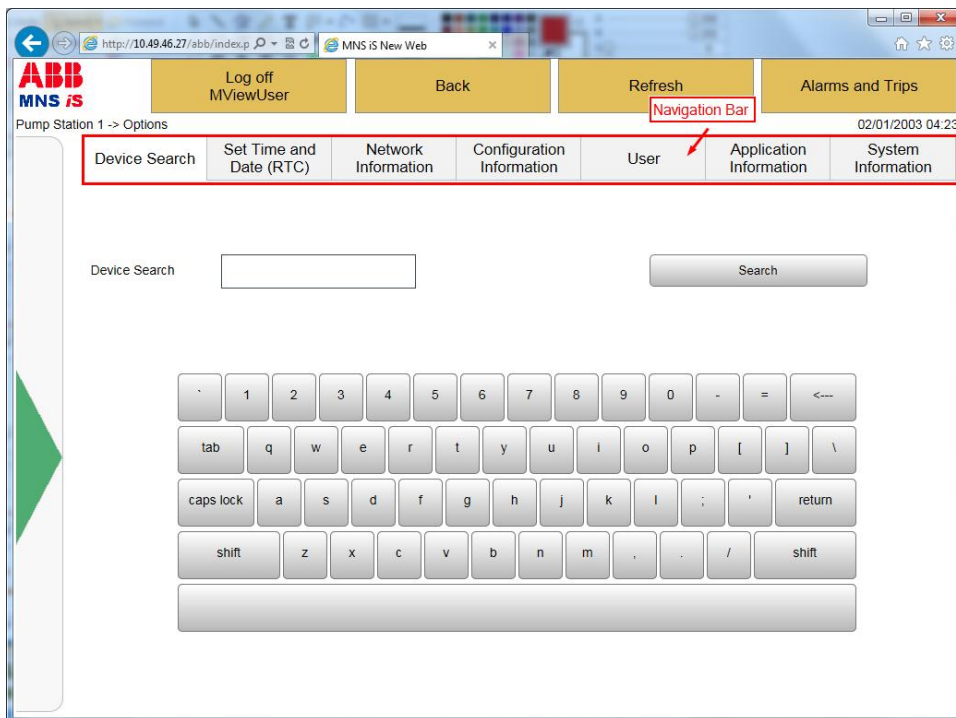 http://10.49.46.27/abb/index.p
MNS iS New Web
ABB
MNS iS
Log off
MViewUser
Back
Refresh
Alarms and Trips
Navigation Bar
Pump Station 1 -> Options
02/01/2003 04:23
Device Search
Set Time and
Date (RTC)
Network
Information
Configuration
Information
User
Application
Information
System
Information
Device Search
Search
` 1 2 3 4 5 6 7 8 9 0 - = <---
tab q w e r t y u i o p [ ] \
caps lock a s d f g h j k l ; ' return
shift z x c v b n m , . / shift